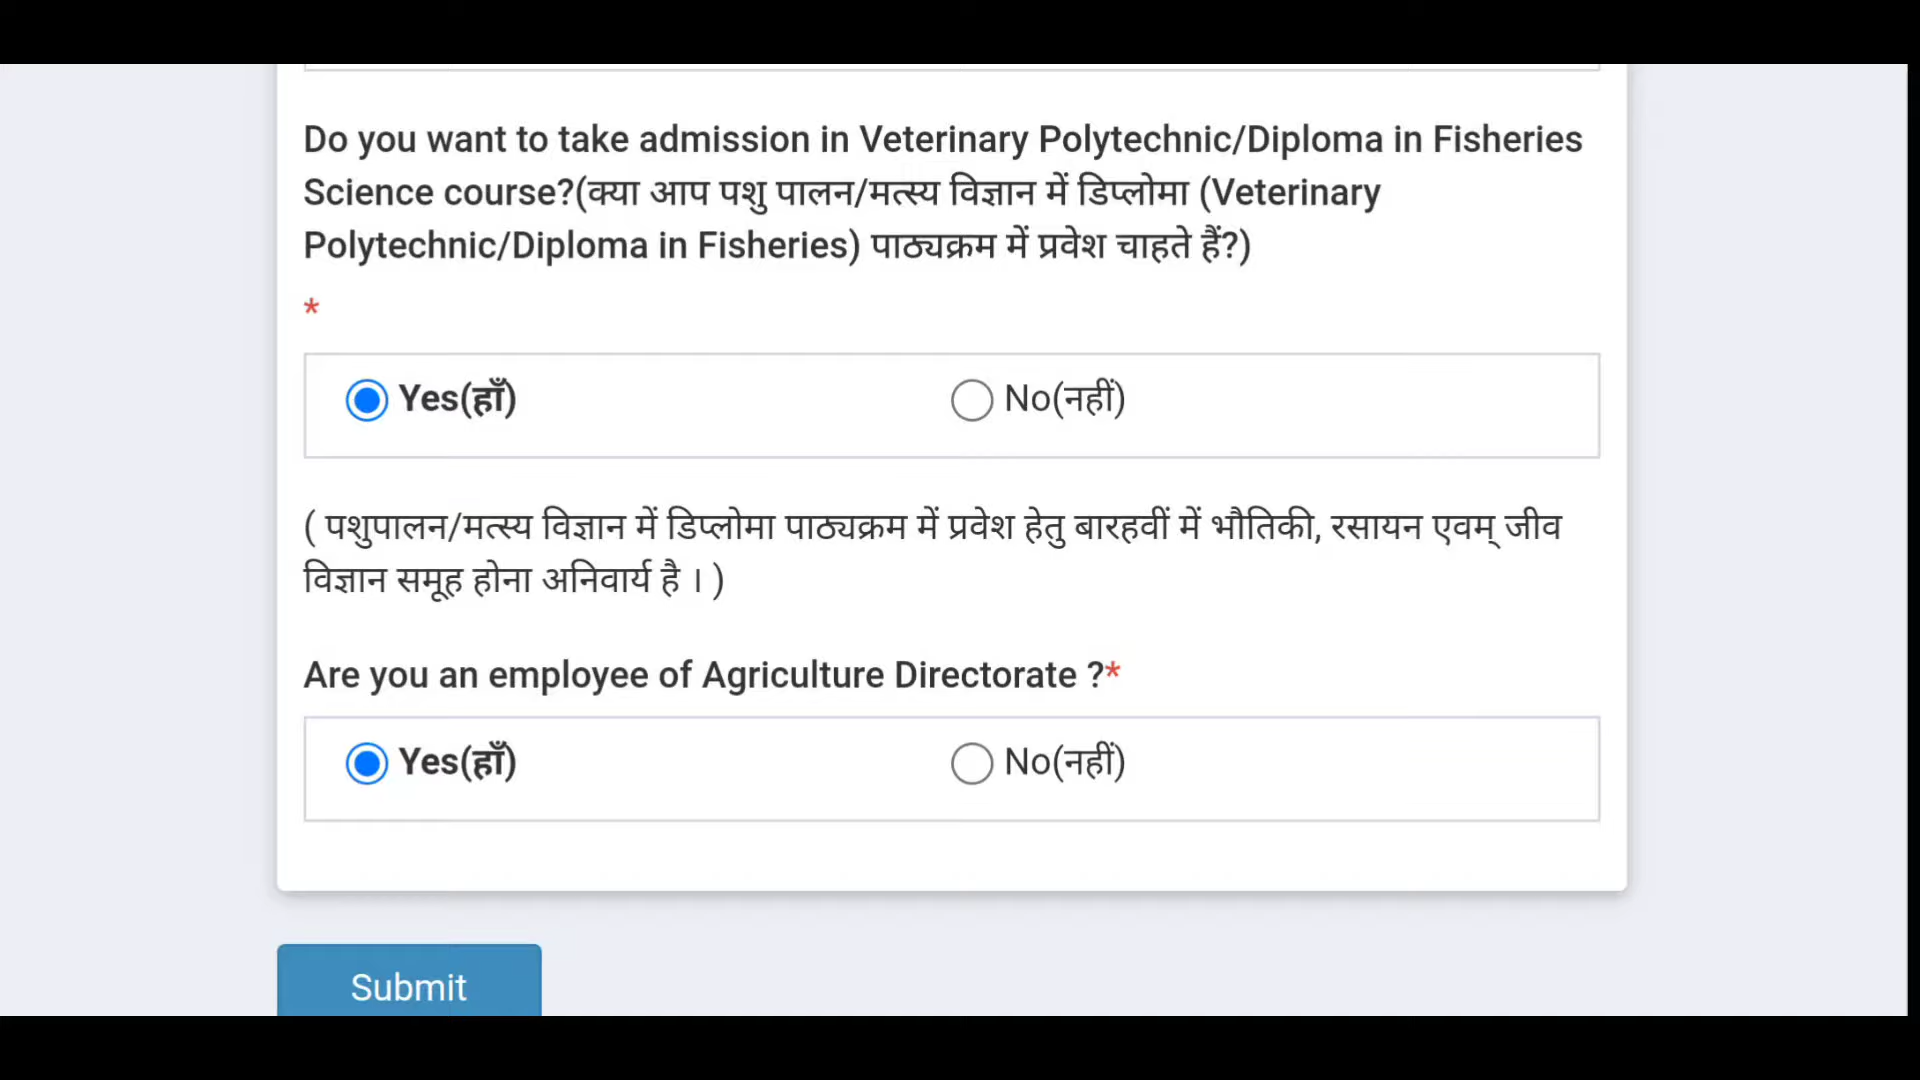 Do you want to take admission in Veterinary Polytechnic/Diploma in Fisheries
Science course?(क्या आप पशु पालन/मत्स्य विज्ञान में डिप्लोमा (Veterinary
Polytechnic/Diploma in Fisheries) पाठ्यक्रम में प्रवेश चाहते हैं?)
*
Yes(हाँ) No(नहीं)
( पशुपालन/मत्स्य विज्ञान में डिप्लोमा पाठ्यक्रम में प्रवेश हेतु बारहवीं में भौतिकी, रसायन एवम् जीव
विज्ञान समूह होना अनिवार्य है । )
Are you an employee of Agriculture Directorate ?*
Yes(हाँ) No(नहीं)
Submit